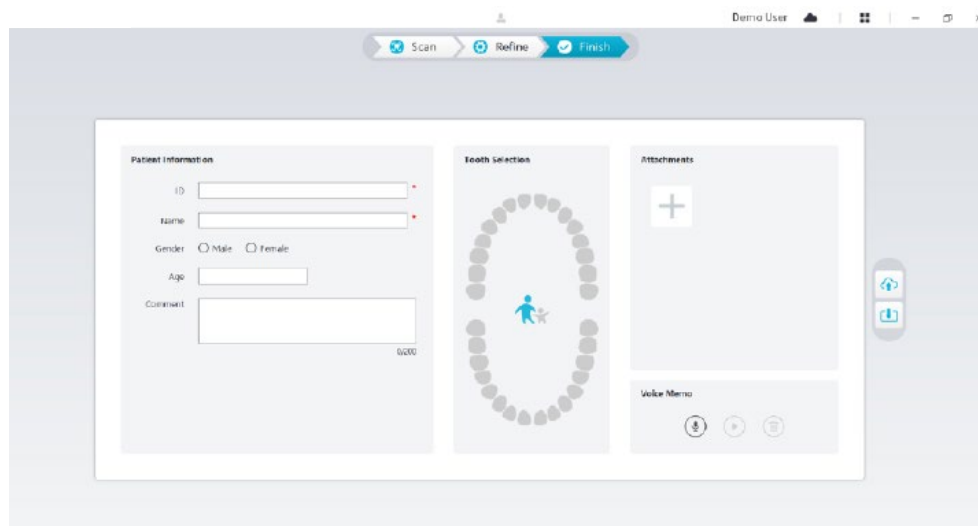 Demo User
Scan
Refine
Finish
Patient Information
ID
*
Name
*
Gender
Male
Female
Age
Comment
0/200
Tooth Selection
Attachments
Voice Memo